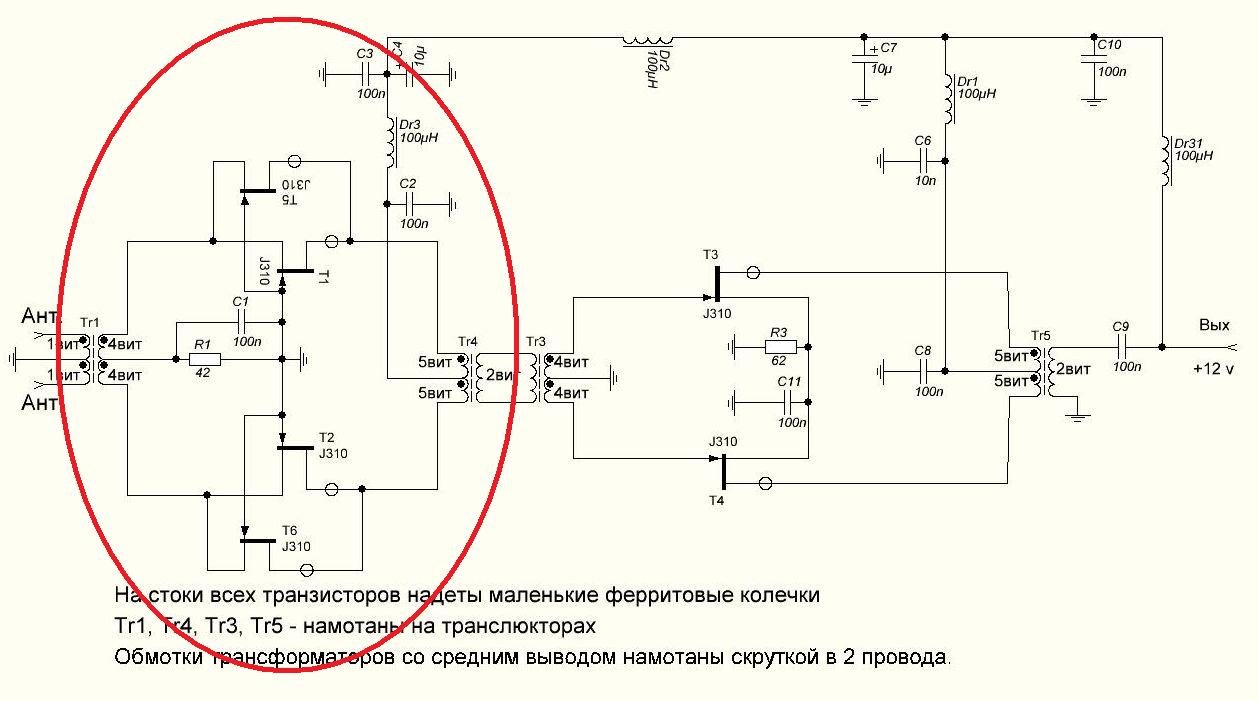 C3
100n
C4
10µ
Dr2
100µH
C7
10µ
C10
100n
Dr1
100µH
Dr3
100µH
C6
10n
Dr31
100µH
C2
100n
T5
J310
T1
J310
T3
J310
Ант.
Tr1
1вит
4вит
1вит
4вит
Ант
C1
100n
R1
42
Tr4
5вит
5вит
2вит
Tr3
4вит
4вит
R3
62
C11
100n
C8
100n
Tr5
5вит
5вит
2вит
C9
100n
Вых
+12 v
T2
J310
J310
T4
T6
J310
На стоки всех транзисторов надеты маленькие ферритовые колечки
Tr1, Tr4, Tr3, Tr5 - намотаны на транслюкторах
Обмотки трансформаторов со средним выводом намотаны скруткой в 2 провода.